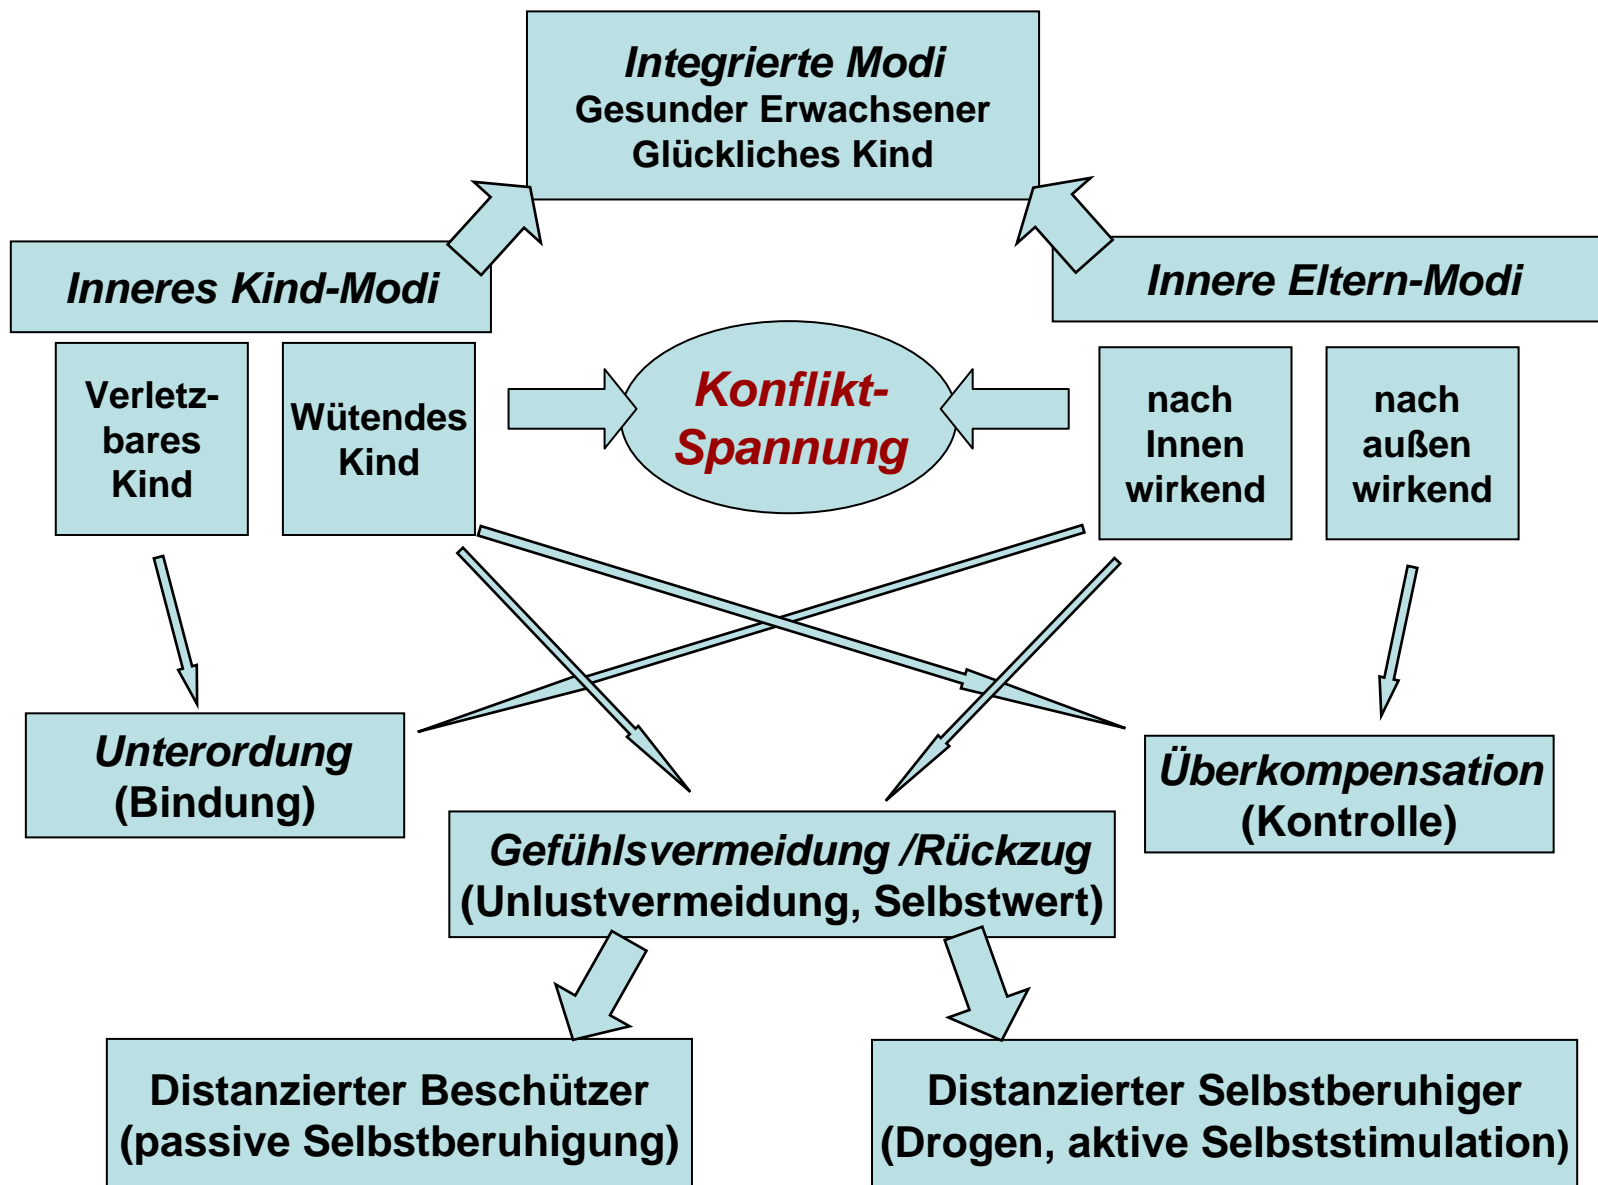 Integrierte Modi
Gesunder Erwachsener
Glückliches Kind
Inneres Kind-Modi
Innere Eltern-Modi
Verletz-
bares
Kind
Wütendes
Kind
Konflikt-
Spannung
nach
Innen
wirkend
nach
außen
wirkend
Unterordung
(Bindung)
Überkompensation
(Kontrolle)
Gefühlsvermeidung /Rückzug
(Unlustvermeidung, Selbstwert)
Distanzierter Beschützer
(passive Selbstberuhigung)
Distanzierter Selbstberuhiger
(Drogen, aktive Selbststimulation)